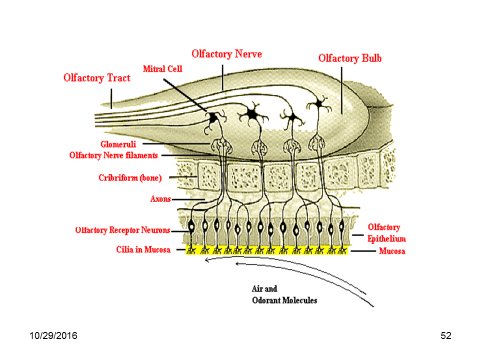 Olfactory Nerve
Olfactory Bulb
Mitral Cell
Olfactory Tract
Glomeruli
Olfactory Nerve filaments
Cribriform (bone)
Axons
Olfactory Receptor Neurons
Olfactory
Epithelium
Cilia in Mucosa
Mucosa
Air and
Odorant Molecules
10/29/2016
52